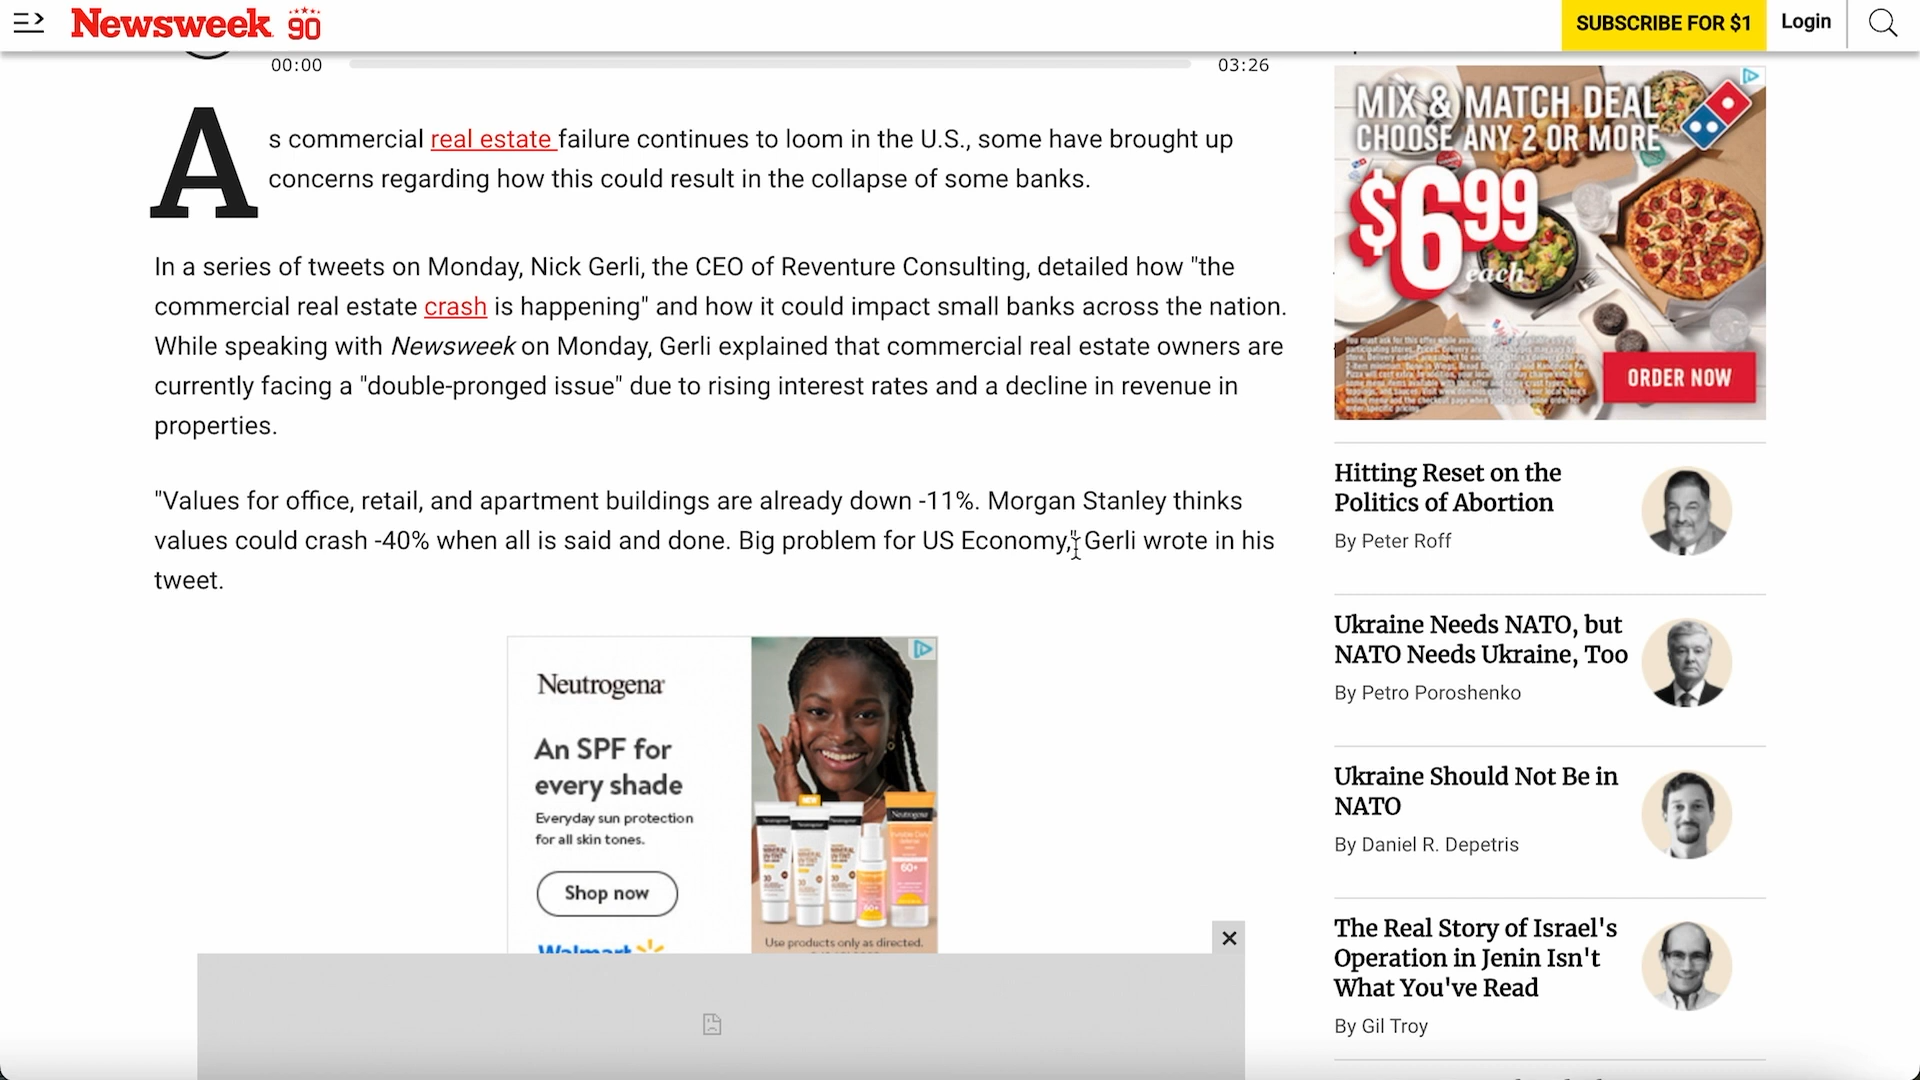 Newsweek 90
SUBSCRIBE FOR $1
Login
00:00
03:26
As commercial real estate failure continues to loom in the U.S., some have brought up
concerns regarding how this could result in the collapse of some banks.
In a series of tweets on Monday, Nick Gerli, the CEO of Reventure Consulting, detailed how "the
commercial real estate crash is happening" and how it could impact small banks across the nation.
While speaking with Newsweek on Monday, Gerli explained that commercial real estate owners are
currently facing a "double-pronged issue" due to rising interest rates and a decline in revenue in
properties.
"Values for office, retail, and apartment buildings are already down -11%. Morgan Stanley thinks
values could crash -40% when all is said and done. Big problem for US Economy," Gerli wrote in his
tweet.
Neutrogena
An SPF for
every shade
Everyday sun protection
for all skin tones.
Shop now
Walmart
NEW
Neutrogena
60+
Use products only as directed.
MIX & MATCH DEAL
CHOOSE ANY 2 OR MORE
$6.99
each
ORDER NOW
Hitting Reset on the
Politics of Abortion
By Peter Roff
Ukraine Needs NATO, but
NATO Needs Ukraine, Too
By Petro Poroshenko
Ukraine Should Not Be in
NATO
By Daniel R. Depetris
The Real Story of Israel's
Operation in Jenin Isn't
What You've Read
By Gil Troy